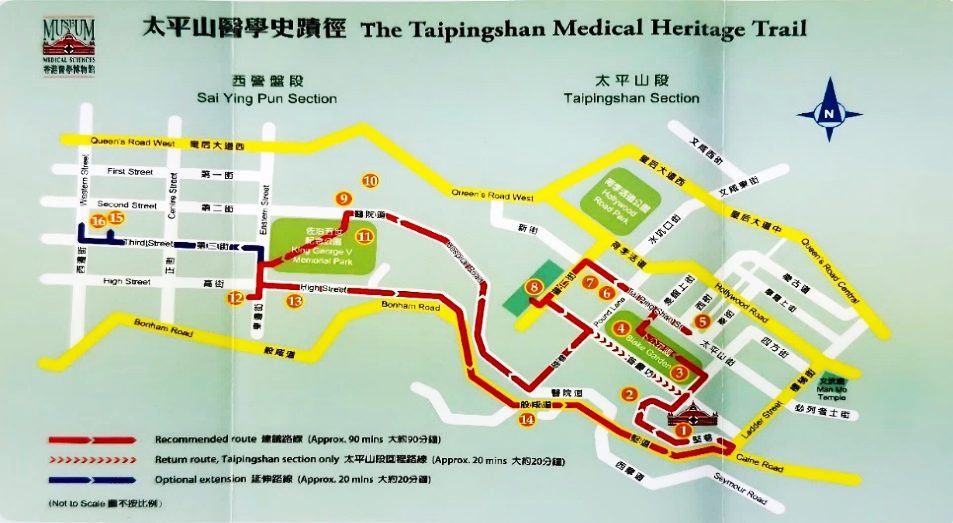 MUSEUM
MEDICAL SCIENCES
香港醫學博物館
太平山醫學史蹟徑 The Taipingshan Medical Heritage Trail
西營盤段
Sai Ying Pun Section
太平山段
Taipingshan Section
N
Queen's Road West 皇后大道西
First Street 第一街
Second Street 第二街
Third Street 第三街
High Street 高街
Western Street
西邊街
Centre Street
正街
Eastern Street
東邊街
16
15
9
10
11
12
13
醫院道
佐治五世
紀念公園
King George V
Memorial Park
Hospital Road
High Street
Bonham Road
Bonham Road
般咸道
Queen's Road West
皇后大道西
文咸西街
文咸東街
荷李活道公園
Hollywood
Road Park
水坑口街
皇后大道中
Queen's Road Central
新街
荷李活道
Hollywood Road
8
7
6
5
4
3
2
1
14
Pound Lane
Taipingshan St
太平山街
卜公花園
Blake Garden
普慶坊
醫院道
般咸道
堅道
堅巷
四方街
樓梯街
Ladder Street
文武廟
Man Mo
Temple
必列者士街
Caine Road
西摩道
Seymour Road
Recommended route 建議路線 (Approx. 90 mins 大約90分鐘)
Return route, Taipingshan section only 太平山段回程路線 (Approx. 20 mins 大約20分鐘)
Optional extension 延伸路線 (Approx. 20 mins 大約20分鐘)
(Not to Scale 圖不按比例)